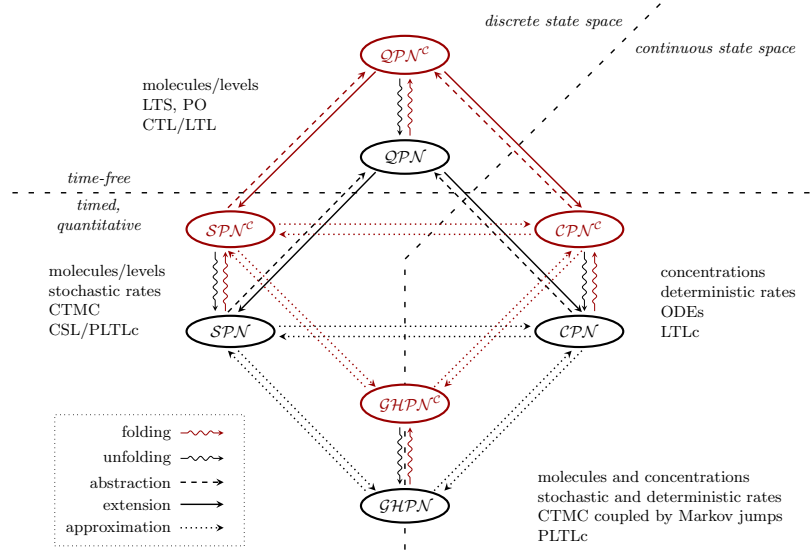 discrete state space
continuous state space
𝒬𝒫𝒩^𝒞
molecules/levels
LTS, PO
CTL/LTL
𝒬𝒫𝒩
time-free
timed,
quantitative
𝒮𝒫𝒩^𝒞
𝒞𝒫𝒩^𝒞
molecules/levels
stochastic rates
CTMC
CSL/PLTLc
concentrations
deterministic rates
ODEs
LTLc
𝒮𝒫𝒩
𝒞𝒫𝒩
𝒢ℋ𝒫𝒩^𝒞
folding
unfolding
abstraction
extension
approximation
𝒢ℋ𝒫𝒩
molecules and concentrations
stochastic and deterministic rates
CTMC coupled by Markov jumps
PLTLc